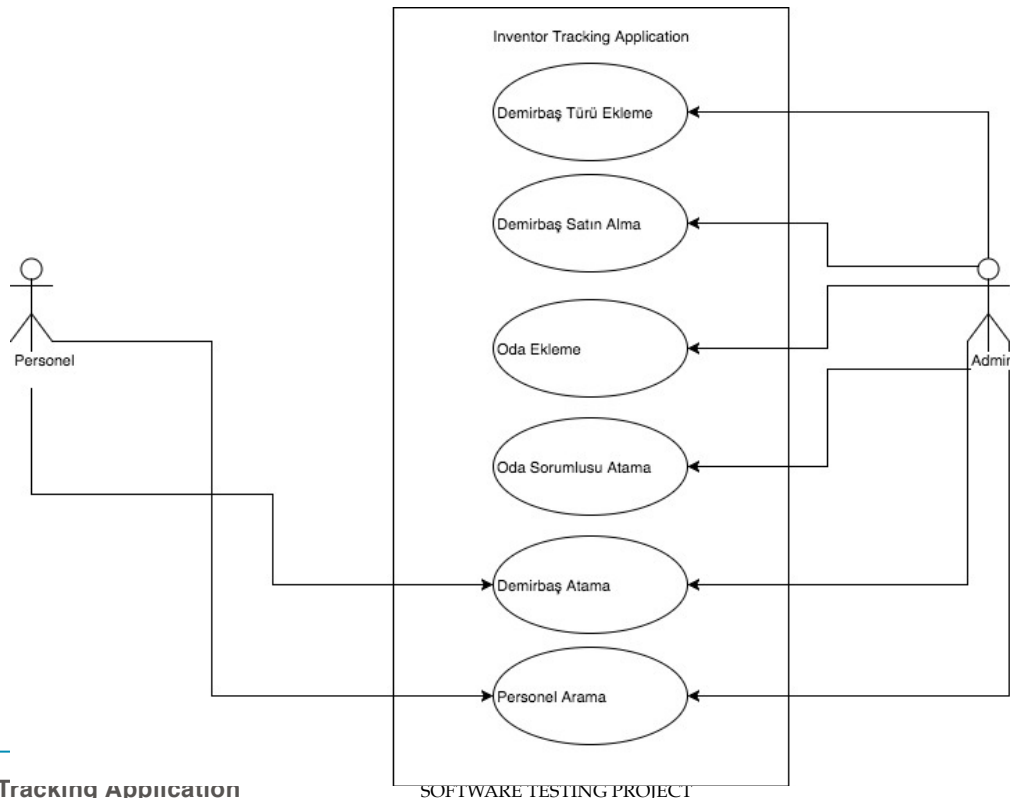 Inventor Tracking Application
Demirbaş Türü Ekleme
Demirbaş Satın Alma
Oda Ekleme
Personel
Admin
Oda Sorumlusu Atama
Demirbaş Atama
Personel Arama
Tracking Application
SOFTWARE TESTING PROJECT